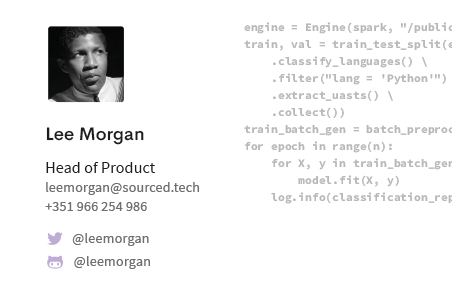 Lee Morgan
Head of Product
leemorgan@sourced.tech
+351 966 254 986
@leemorgan
@leemorgan
engine = Engine(spark, "/public
train, val = train_test_split(e
.classify_languages() \
.filter("lang = 'Python'")
.extract_uasts() \
.collect())
train_batch_gen = batch_preproc
for epoch in range(n):
for X, y in train_batch_gen
model.fit(X, y)
log.info(classification_rep